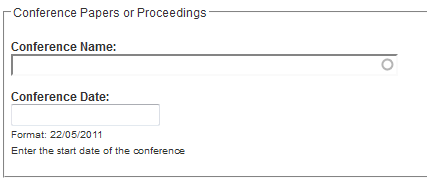 Conference Papers or Proceedings
Conference Name:
Conference Date:
Format: 22/05/2011
Enter the start date of the conference